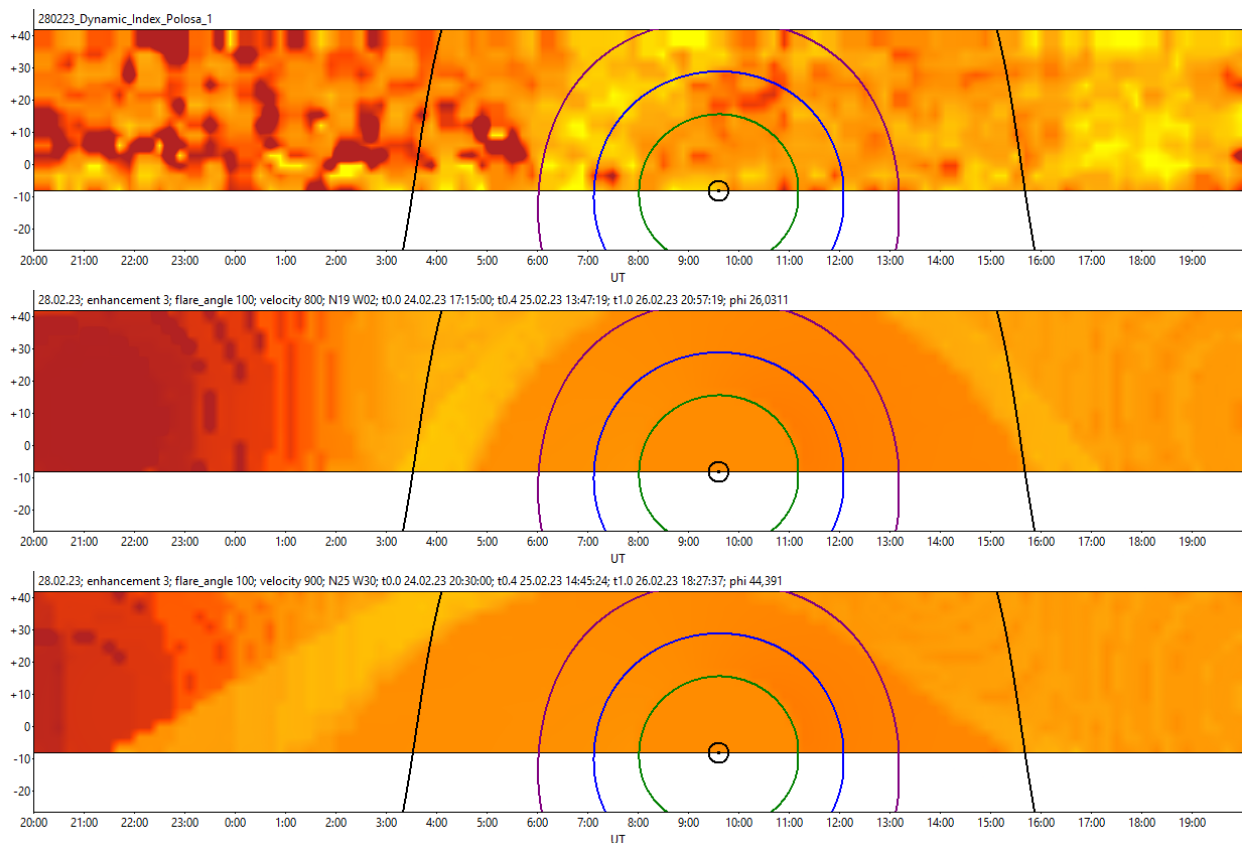 280223_Dynamic_Index_Polosa_1
+40
+30
+20
+10
0
-10
-20
20:00 21:00 22:00 23:00 0:00 1:00 2:00 3:00 4:00 5:00 6:00 7:00 8:00 9:00 10:00 11:00 12:00 13:00 14:00 15:00 16:00 17:00 18:00 19:00
UT
28.02.23; enhancement 3; flare_angle 100; velocity 800; N19 W02; t0.0 24.02.23 17:15:00; t0.4 25.02.23 13:47:19; t1.0 26.02.23 20:57:19; phi 26,0311
+40
+30
+20
+10
0
-10
-20
20:00 21:00 22:00 23:00 0:00 1:00 2:00 3:00 4:00 5:00 6:00 7:00 8:00 9:00 10:00 11:00 12:00 13:00 14:00 15:00 16:00 17:00 18:00 19:00
UT
28.02.23; enhancement 3; flare_angle 100; velocity 900; N25 W30; t0.0 24.02.23 20:30:00; t0.4 25.02.23 14:45:24; t1.0 26.02.23 18:27:37; phi 44,391
+40
+30
+20
+10
0
-10
-20
20:00 21:00 22:00 23:00 0:00 1:00 2:00 3:00 4:00 5:00 6:00 7:00 8:00 9:00 10:00 11:00 12:00 13:00 14:00 15:00 16:00 17:00 18:00 19:00
UT